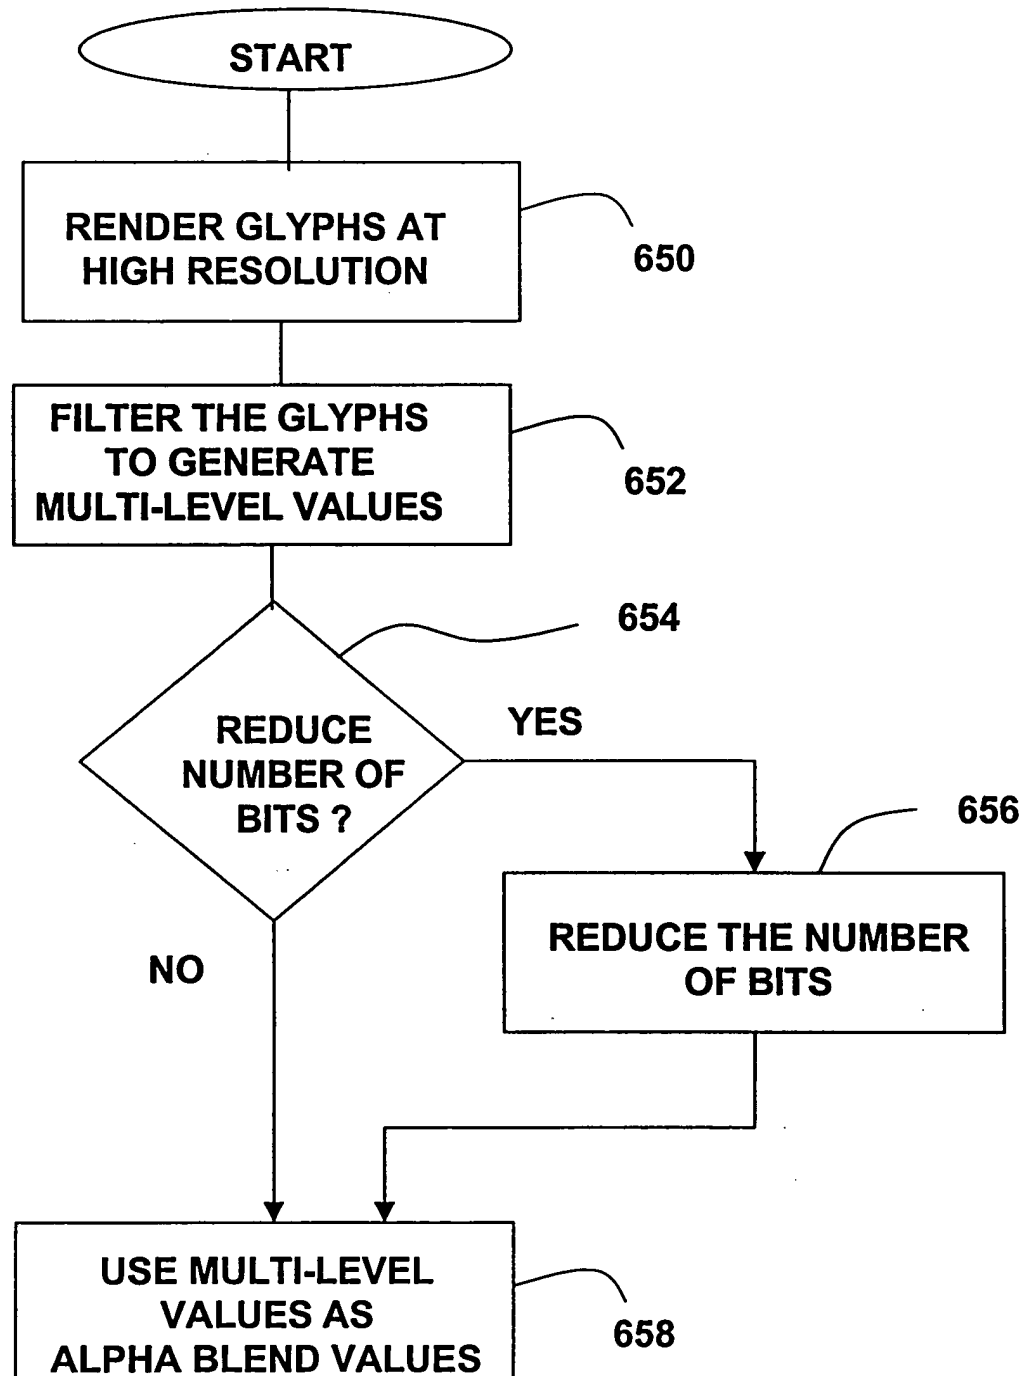 START
RENDER GLYPHS AT
HIGH RESOLUTION
650
FILTER THE GLYPHS
TO GENERATE
MULTI-LEVEL VALUES
652
654
REDUCE
NUMBER OF
BITS ?
YES
656
REDUCE THE NUMBER
OF BITS
NO
USE MULTI-LEVEL
VALUES AS
ALPHA BLEND VALUES
658